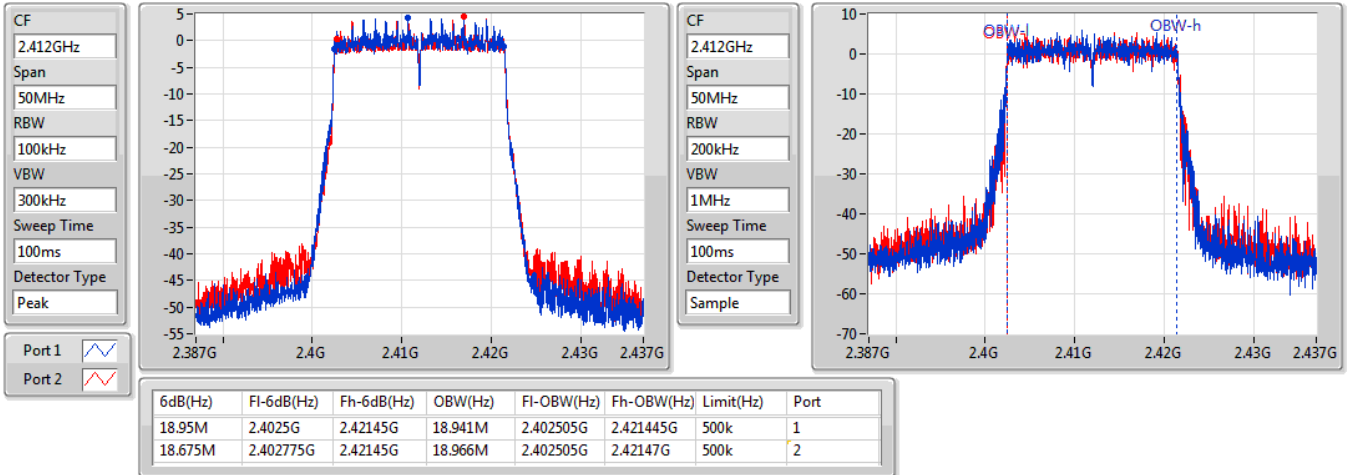 CF
2.412GHz
Span
50MHz
RBW
100kHz
VBW
300kHz
Sweep Time
100ms
Detector Type
Peak
5
0
-5
-10
-15
-20
-25
-30
-35
-40
-45
-50
-55
2.387G 2.4G 2.41G 2.42G 2.43G 2.437G
CF
2.412GHz
Span
50MHz
RBW
200kHz
VBW
1MHz
Sweep Time
100ms
Detector Type
Sample
OBW-l OBW-h
10
0
-10
-20
-30
-40
-50
-60
-70
2.387G 2.4G 2.41G 2.42G 2.43G 2.437G
Port 1
Port 2
6dB(Hz) Fl-6dB(Hz) Fh-6dB(Hz) OBW(Hz) Fl-OBW(Hz) Fh-OBW(Hz) Limit(Hz) Port
18.95M 2.4025G 2.42145G 18.941M 2.402505G 2.421445G 500k 1
18.675M 2.402775G 2.42145G 18.966M 2.402505G 2.42147G 500k 2